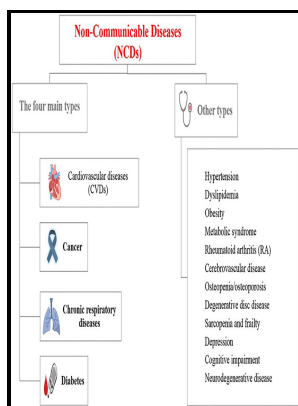 Non-Communicable Diseases
(NCDs)
The four main types
Other types
Cardiovascular diseases
(CVDs)
Cancer
Chronic respiratory
diseases
Diabetes
Hypertension
Dyslipidemia
Obesity
Metabolic syndrome
Rheumatoid arthritis (RA)
Cerebrovascular disease
Osteopenia/osteoporosis
Degenerative disc disease
Sarcopenia and frailty
Depression
Cognitive impairment
Neurodegenerative disease